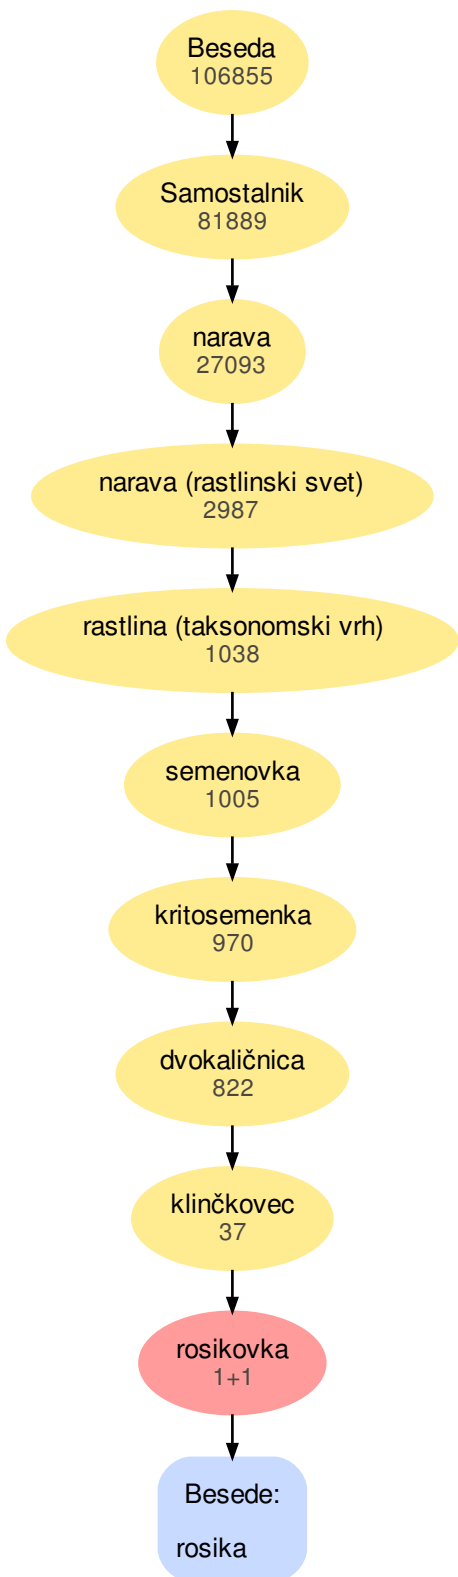 Beseda
106855
Samostalnik
81889
narava
27093
narava (rastlinski svet)
2987
rastlina (taksonomski vrh)
1038
semenovka
1005
kritosemenka
970
dvokaličnica
822
klinčkovec
37
rosikovka
1+1
Besede:
rosika